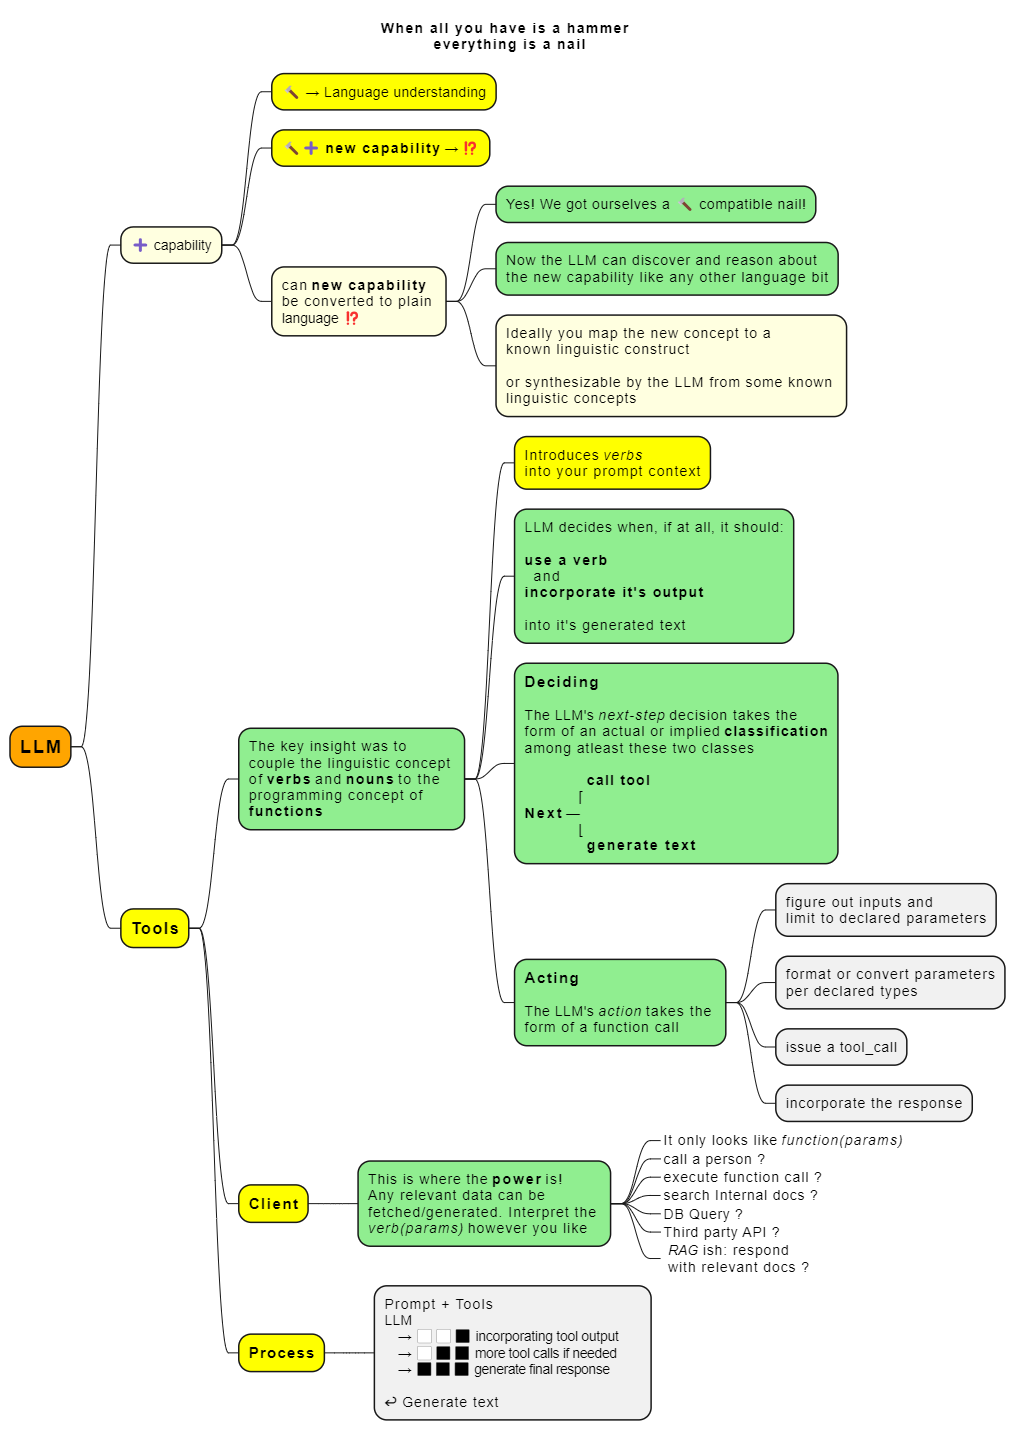 When all you have is a hammer
everything is a nail
🔨 → Language understanding
🔨 ➕ new capability → ⁉️
Yes! We got ourselves a 🔨 compatible nail!
➕ capability
Now the LLM can discover and reason about
the new capability like any other language bit
can new capability
be converted to plain
language ⁉️
Ideally you map the new concept to a
known linguistic construct
or synthesizable by the LLM from some known
linguistic concepts
Introduces verbs
into your prompt context
LLM decides when, if at all, it should:
use a verb
and
incorporate it's output
into it's generated text
Deciding
The LLM's next-step decision takes the
form of an actual or implied classification
among atleast these two classes
call tool
⌈
Next —
⌊
generate text
LLM
The key insight was to
couple the linguistic concept
of verbs and nouns to the
programming concept of
functions
Tools
figure out inputs and
limit to declared parameters
format or convert parameters
per declared types
Acting
The LLM's action takes the
form of a function call
issue a tool_call
incorporate the response
Client
This is where the power is!
Any relevant data can be
fetched/generated. Interpret the
verb(params) however you like
It only looks like function(params)
call a person ?
execute function call ?
search Internal docs ?
DB Query ?
Third party API ?
RAG ish: respond
with relevant docs ?
Process
Prompt + Tools
LLM
→ ⬜⬜⬛ incorporating tool output
→ ⬜⬛⬛ more tool calls if needed
→ ⬛⬛⬛ generate final response
↩ Generate text